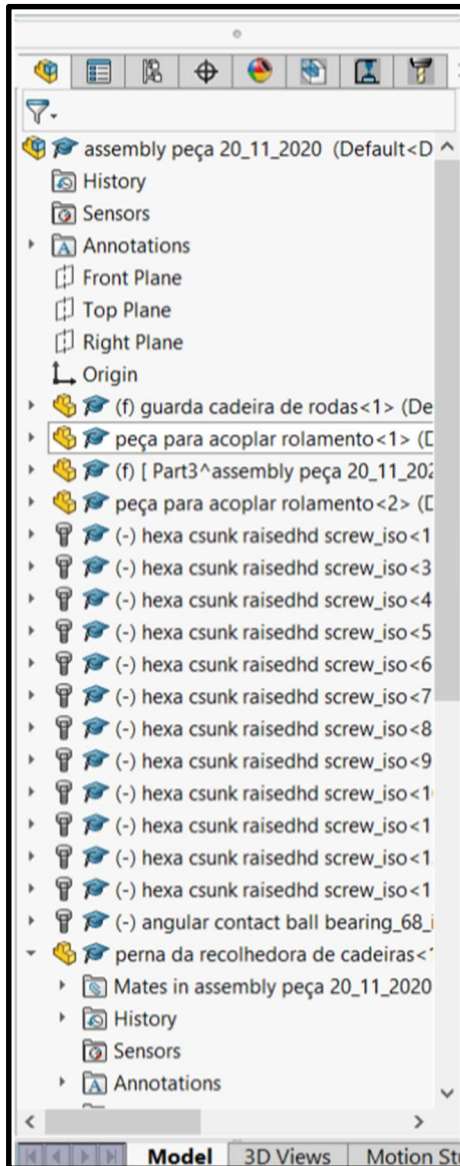 assembly peça 20_11_2020 (Default<D
History
Sensors
Annotations
Front Plane
Top Plane
Right Plane
Origin
(f) guarda cadeira de rodas<1> (De
peça para acoplar rolamento<1> (D
(f) [ Part3^assembly peça 20_11_202
peça para acoplar rolamento<2> (D
(-) hexa csunk raisedhd screw_iso<1
(-) hexa csunk raisedhd screw_iso<3
(-) hexa csunk raisedhd screw_iso<4
(-) hexa csunk raisedhd screw_iso<5
(-) hexa csunk raisedhd screw_iso<6
(-) hexa csunk raisedhd screw_iso<7
(-) hexa csunk raisedhd screw_iso<8
(-) hexa csunk raisedhd screw_iso<9
(-) hexa csunk raisedhd screw_iso<1
(-) hexa csunk raisedhd screw_iso<1
(-) hexa csunk raisedhd screw_iso<1
(-) hexa csunk raisedhd screw_iso<1
(-) angular contact ball bearing_68_i
perna da recolhedora de cadeiras<1
Mates in assembly peça 20_11_2020
History
Sensors
Annotations
Model 3D Views Motion Stu